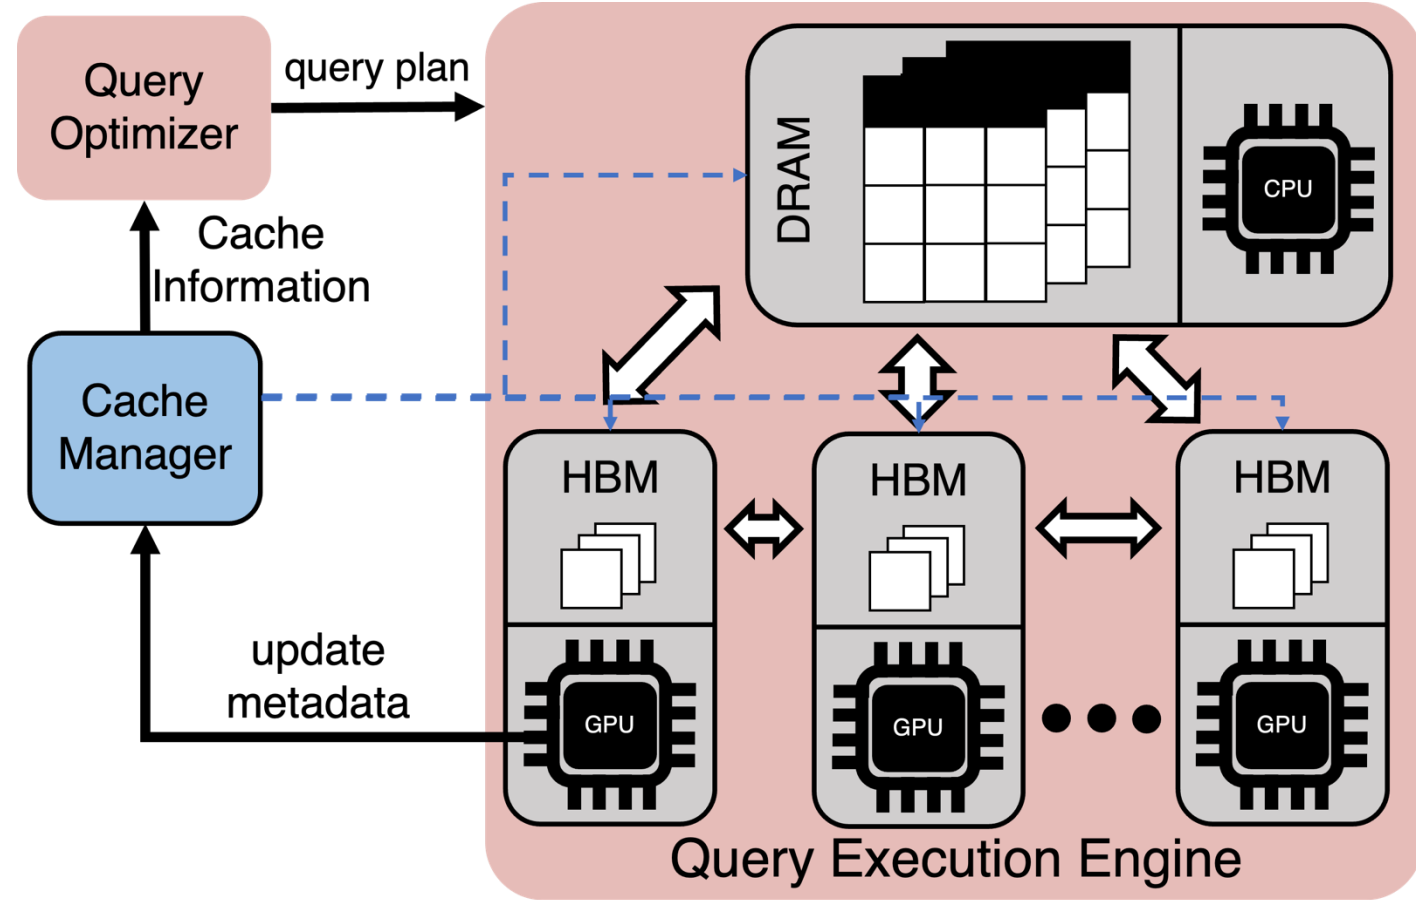 Query
Optimizer
query plan
Cache
Information
Cache
Manager
update
metadata
DRAM
CPU
HBM
HBM
HBM
GPU
GPU
GPU
Query Execution Engine